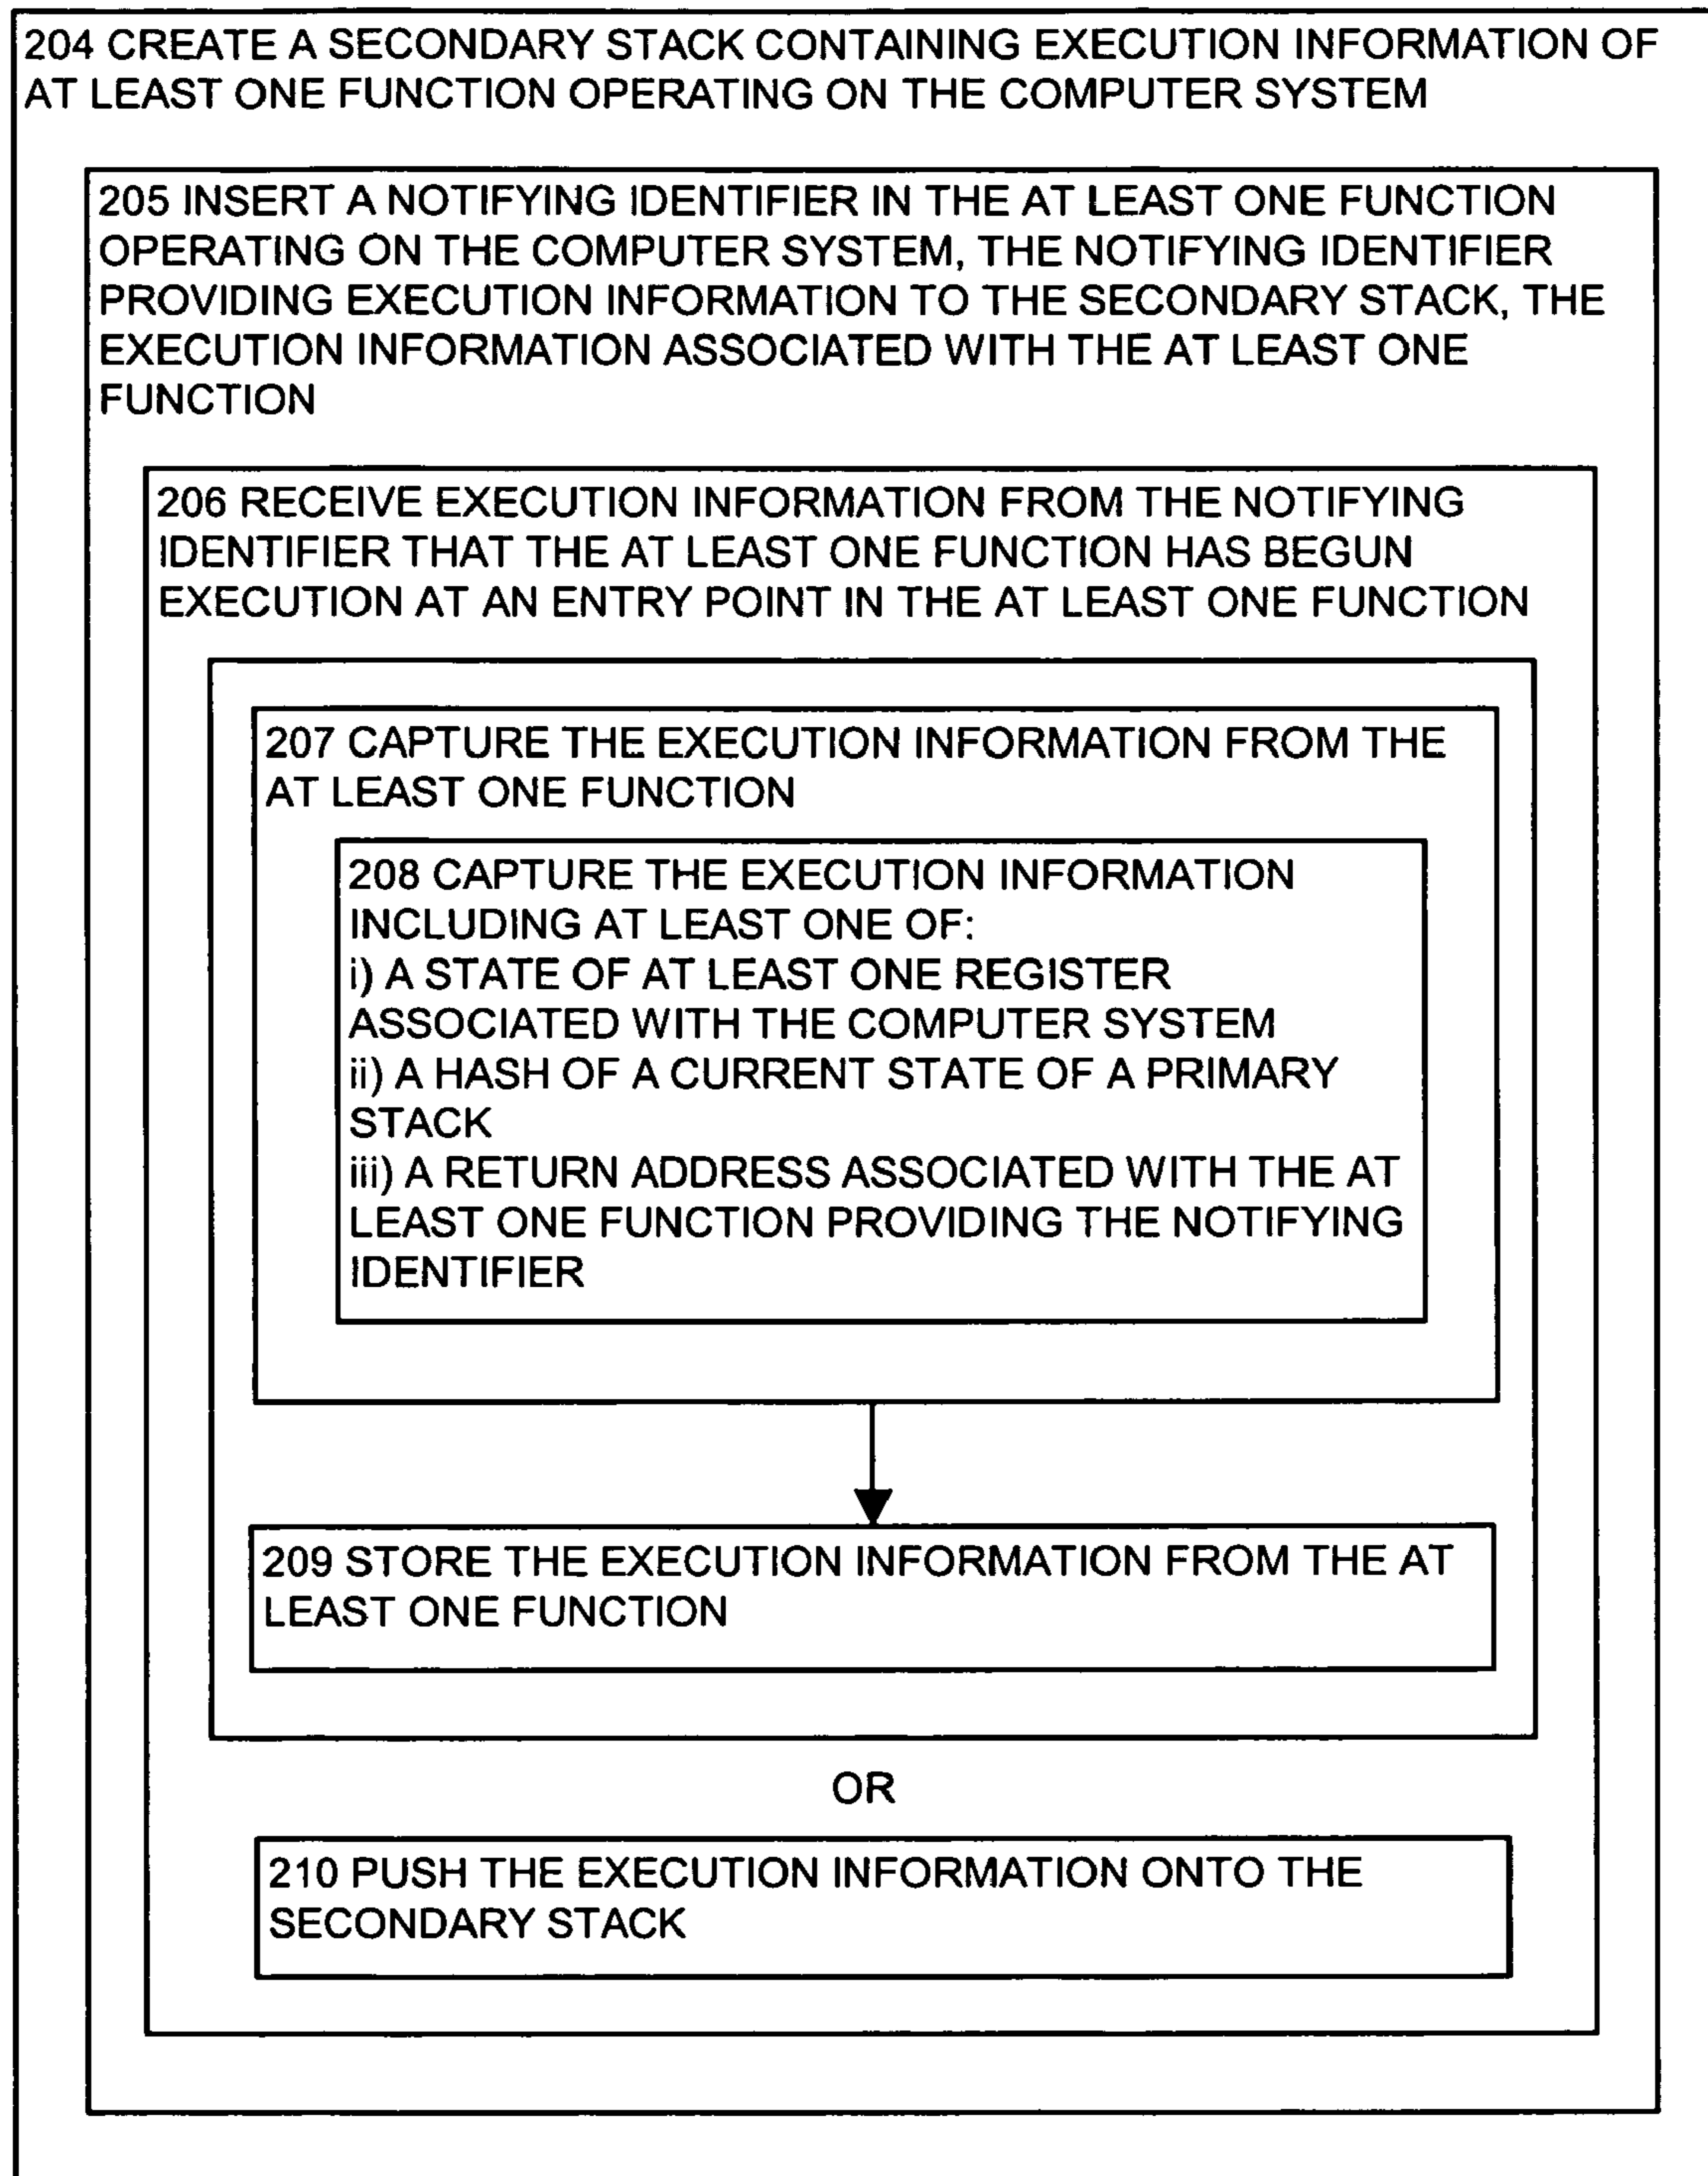 204 CREATE A SECONDARY STACK CONTAINING EXECUTION INFORMATION OF
AT LEAST ONE FUNCTION OPERATING ON THE COMPUTER SYSTEM
205 INSERT A NOTIFYING IDENTIFIER IN THE AT LEAST ONE FUNCTION
OPERATING ON THE COMPUTER SYSTEM, THE NOTIFYING IDENTIFIER
PROVIDING EXECUTION INFORMATION TO THE SECONDARY STACK, THE
EXECUTION INFORMATION ASSOCIATED WITH THE AT LEAST ONE
FUNCTION
206 RECEIVE EXECUTION INFORMATION FROM THE NOTIFYING
IDENTIFIER THAT THE AT LEAST ONE FUNCTION HAS BEGUN
EXECUTION AT AN ENTRY POINT IN THE AT LEAST ONE FUNCTION
207 CAPTURE THE EXECUTION INFORMATION FROM THE
AT LEAST ONE FUNCTION
208 CAPTURE THE EXECUTION INFORMATION
INCLUDING AT LEAST ONE OF:
i) A STATE OF AT LEAST ONE REGISTER
ASSOCIATED WITH THE COMPUTER SYSTEM
ii) A HASH OF A CURRENT STATE OF A PRIMARY
STACK
iii) A RETURN ADDRESS ASSOCIATED WITH THE AT
LEAST ONE FUNCTION PROVIDING THE NOTIFYING
IDENTIFIER
209 STORE THE EXECUTION INFORMATION FROM THE AT
LEAST ONE FUNCTION
OR
210 PUSH THE EXECUTION INFORMATION ONTO THE
SECONDARY STACK